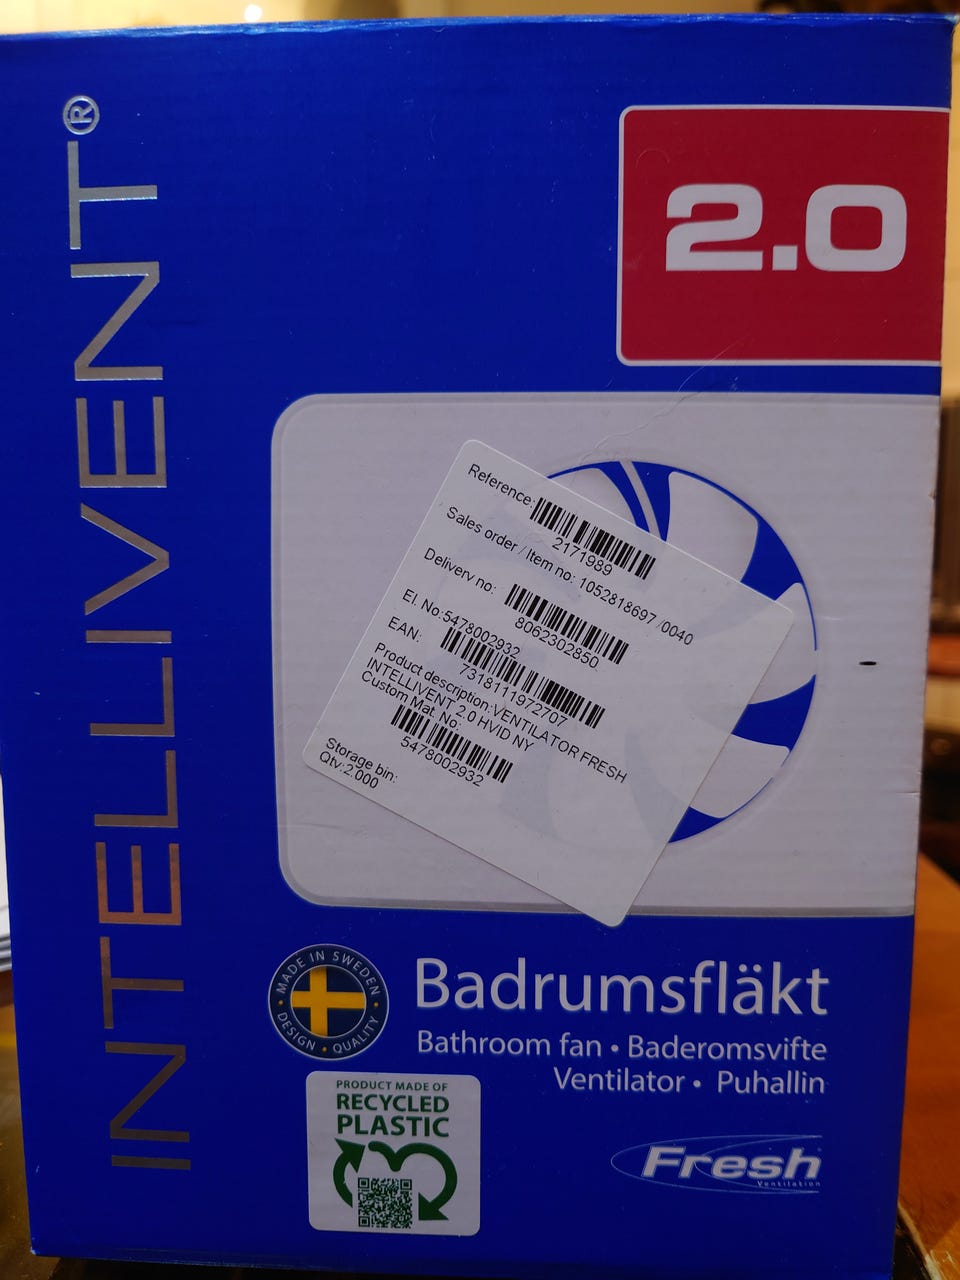 INTELLIVENT®
2.0
Reference:
2171989
Sales order / Item no: 1052818697 /0040
Delivery no:
8062302850
El. No:5478002932
EAN:
7318111972707
Product description:VENTILATOR FRESH
INTELLIVENT 2.0 HVID NY
Custom Mat. No.:
5478002932
Storage bin:
Qty:2.000
MADE IN SWEDEN
DESIGN • QUALITY
Badrumsfläkt
Bathroom fan • Baderomsvifte
Ventilator • Puhallin
PRODUCT MADE OF
RECYCLED
PLASTIC
Fresh
Ventilation